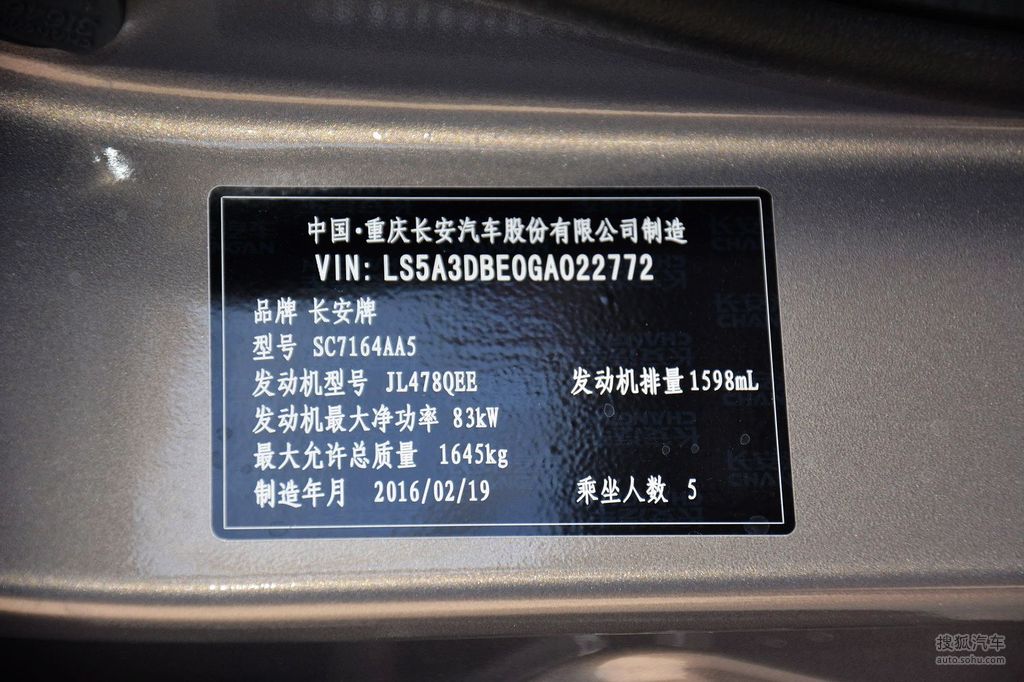 中国·重庆长安汽车股份有限公司制造
VIN: LS5A3DBE0GA022772
品牌 长安牌
型号 SC7164AA5
发动机型号 JL478QEE 发动机排量 1598mL
发动机最大净功率 83kW
最大允许总质量 1645kg
制造年月 2016/02/19 乘坐人数 5
搜狐汽车
auto.sohu.com